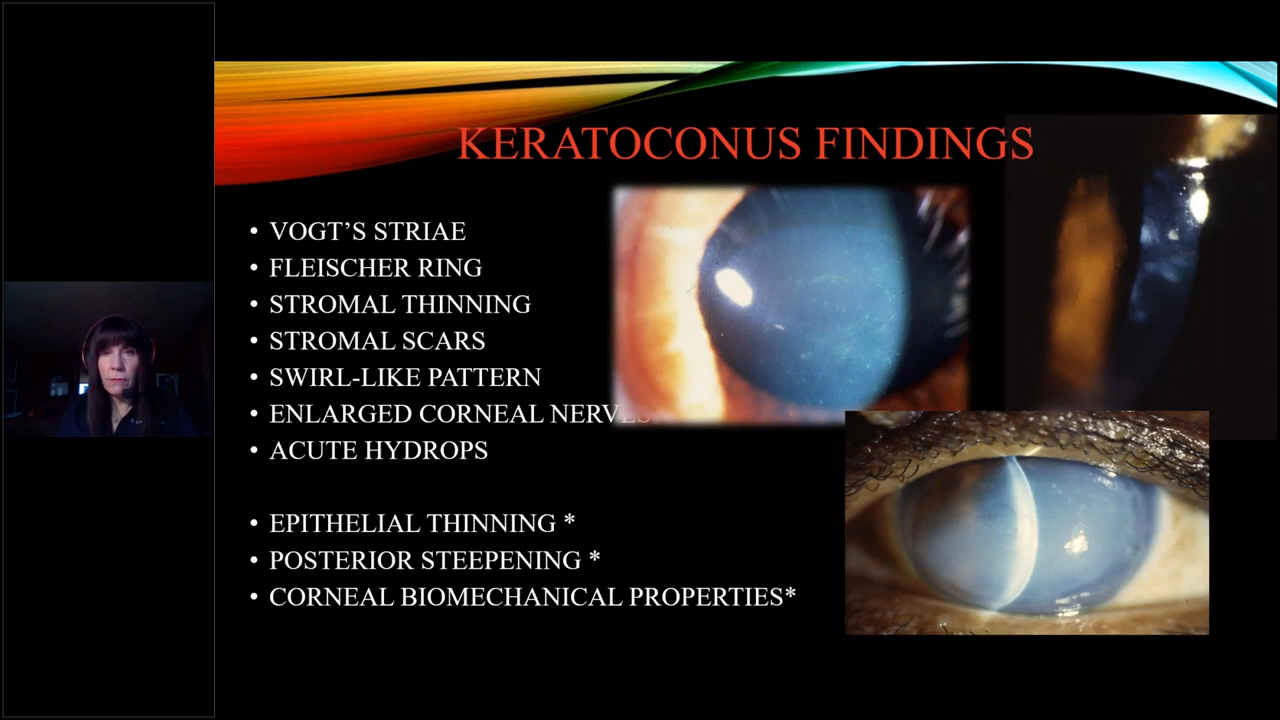 KERATOCONUS FINDINGS
• VOGT’S STRIAE
• FLEISCHER RING
• STROMAL THINNING
• STROMAL SCARS
• SWIRL-LIKE PATTERN
• ENLARGED CORNEAL NERVES
• ACUTE HYDROPS
• EPITHELIAL THINNING *
• POSTERIOR STEEPENING *
• CORNEAL BIOMECHANICAL PROPERTIES*